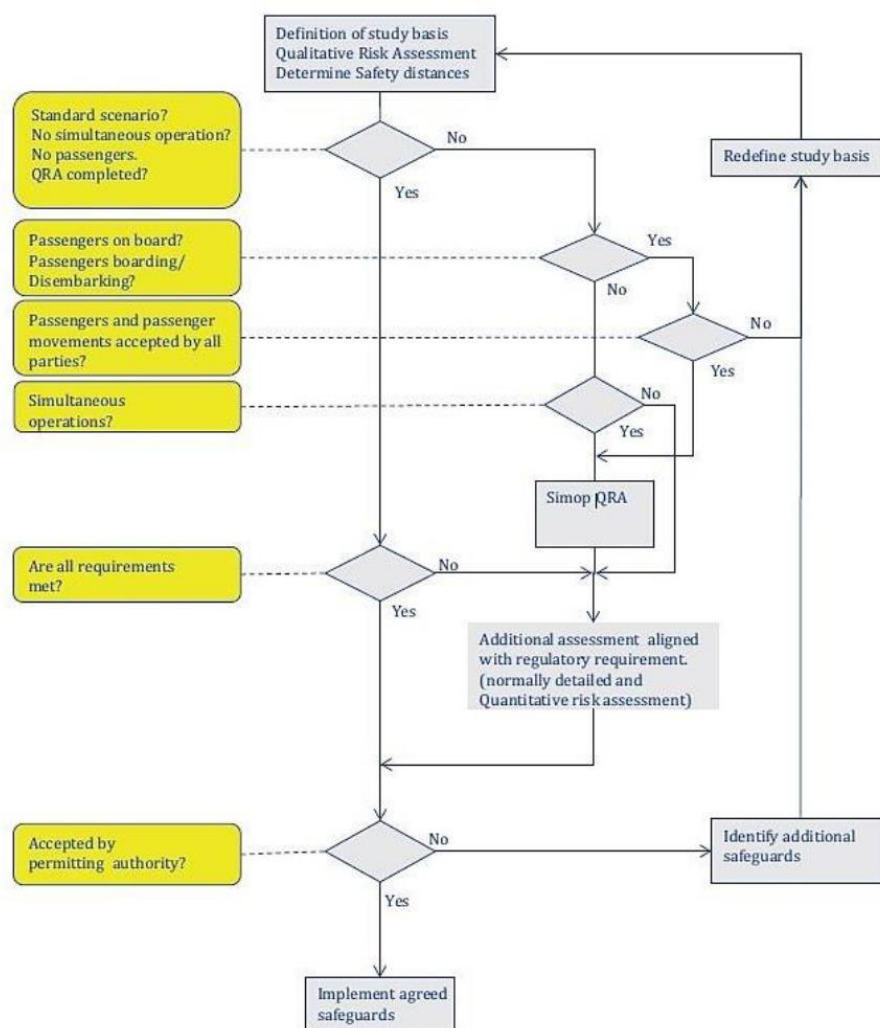 Definition of study basis
Qualitative Risk Assessment
Determine Safety distances
Standard scenario?
No simultaneous operation?
No passengers.
QRA completed?
No
Yes
Redefine study basis
Passengers on board?
Passengers boarding/
Disembarking?
Yes
No
Passengers and passenger
movements accepted by all
parties?
No
Yes
Simultaneous
operations?
No
Yes
Simop QRA
Are all requirements
met?
No
Yes
Additional assessment aligned
with regulatory requirement.
(normally detailed and
Quantitative risk assessment)
Accepted by
permitting authority?
No
Yes
Identify additional
safeguards
Implement agreed
safeguards